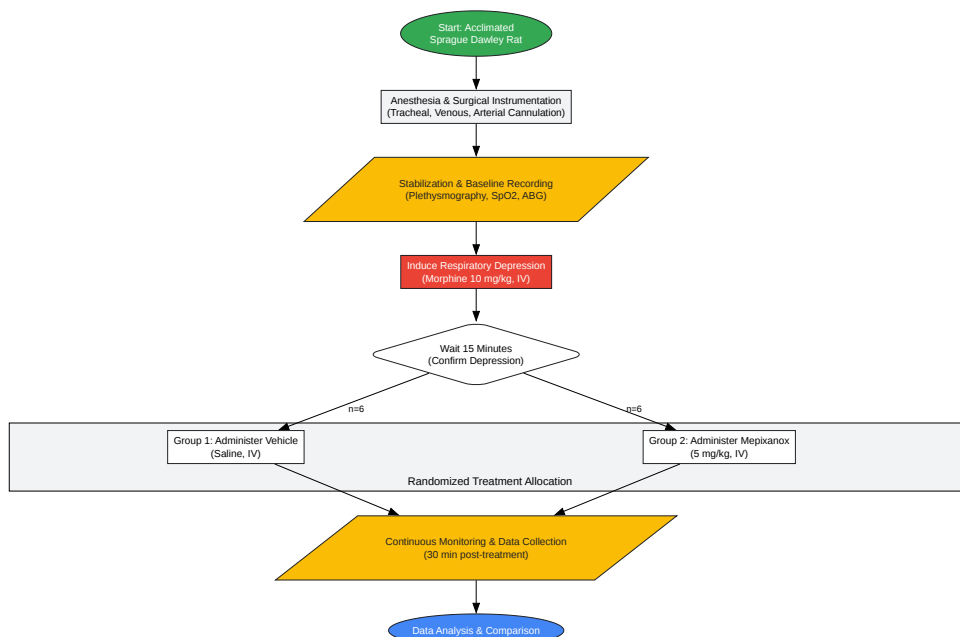 Start: Acclimated
Sprague Dawley Rat
Anesthesia & Surgical Instrumentation
(Tracheal, Venous, Arterial Cannulation)
Stabilization & Baseline Recording
(Plethysmography, SpO2, ABG)
Induce Respiratory Depression
(Morphine 10 mg/kg, IV)
Wait 15 Minutes
(Confirm Depression)
n=6
n=6
Group 1: Administer Vehicle
(Saline, IV)
Group 2: Administer Mepixanox
(5 mg/kg, IV)
Randomized Treatment Allocation
Continuous Monitoring & Data Collection
(30 min post-treatment)
Data Analysis & Comparison